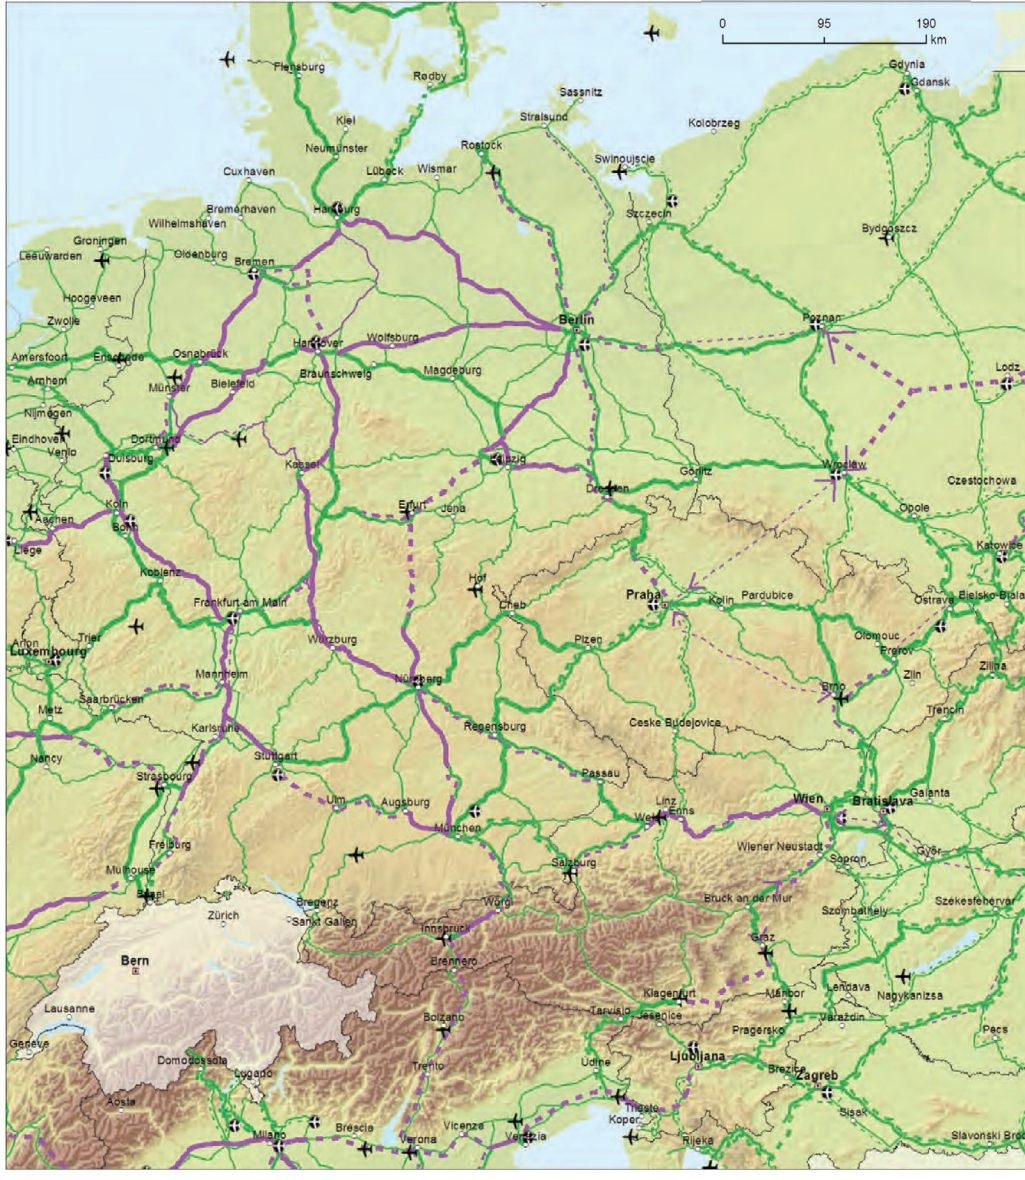 0 95 190
km
Gdynia
Gdansk
Flensburg
Rødby
Sassnitz
Kiel
Stralsund
Kolobrzeg
Neumünster
Rostock
Swinoujscie
Cuxhaven
Lübeck
Wismar
Bremerhaven
Hamburg
Szczecin
Wilhelmshaven
Bydgoszcz
Groningen
Leeuwarden
Oldenburg
Bremen
Hoogeveen
Zwolle
Berlin
Poznan
Wolfsburg
Hannover
Amersfoort
Enschede
Osnabrück
Braunschweig
Magdeburg
Lodz
Arnhem
Münster
Bielefeld
Nijmegen
Eindhoven
Dortmund
Venlo
Duisburg
Kassel
Leipzig
Görlitz
Wroclaw
Czestochowa
Dresden
Köln
Erfurt
Jena
Opole
Aachen
Bonn
Liege
Katowice
Koblenz
Hof
Cheb
Praha
Kolin
Pardubice
Ostrava
Bielsko-Biala
Frankfurt am Main
Trier
Arlon
Luxembourg
Würzburg
Plzen
Olomouc
Prerov
Zilina
Mannheim
Nürnberg
Zlin
Brno
Saarbrücken
Metz
Trencin
Karlsruhe
Regensburg
Ceske Budejovice
Nancy
Stuttgart
Strasbourg
Passau
Galanta
Ulm
Augsburg
Linz
Enns
Wien
Bratislava
Wels
München
Freiburg
Wiener Neustadt
Sopron
Györ
Mulhouse
Salzburg
Basel
Bregenz
Wörgl
Bruck an der Mur
Székesfehérvár
Zürich
Sankt Gallen
Szombathely
Innsbruck
Graz
Bern
Brennero
Lendava
Klagenfurt
Maribor
Nagykanizsa
Lausanne
Bolzano
Tarvisio
Jesenice
Varaždin
Pragersko
Pecs
Geneve
Domodossola
Ljubljana
Trento
Udine
Brezice
Zagreb
Lugano
Aosta
Trieste
Koper
Sisak
Milano
Brescia
Verona
Vicenza
Venezia
Rijeka
Slavonski Brod